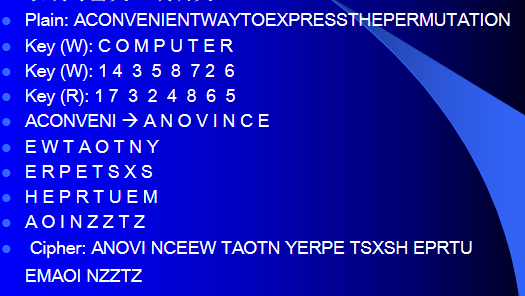 Plain: ACONVENIENTWAYTOEXPRESSTHEPERMUTATION
Key (W): C O M P U T E R
Key (W): 1 4 3 5 8 7 2 6
Key (R): 1 7 3 2 4 8 6 5
ACONVENI → A N O V I N C E
E W T A O T N Y
E R P E T S X S
H E P R T U E M
A O I N Z Z T Z
Cipher: ANOVI NCEEW TAOTN YERPE TSXSH EPRTU
EMAOI NZZTZ